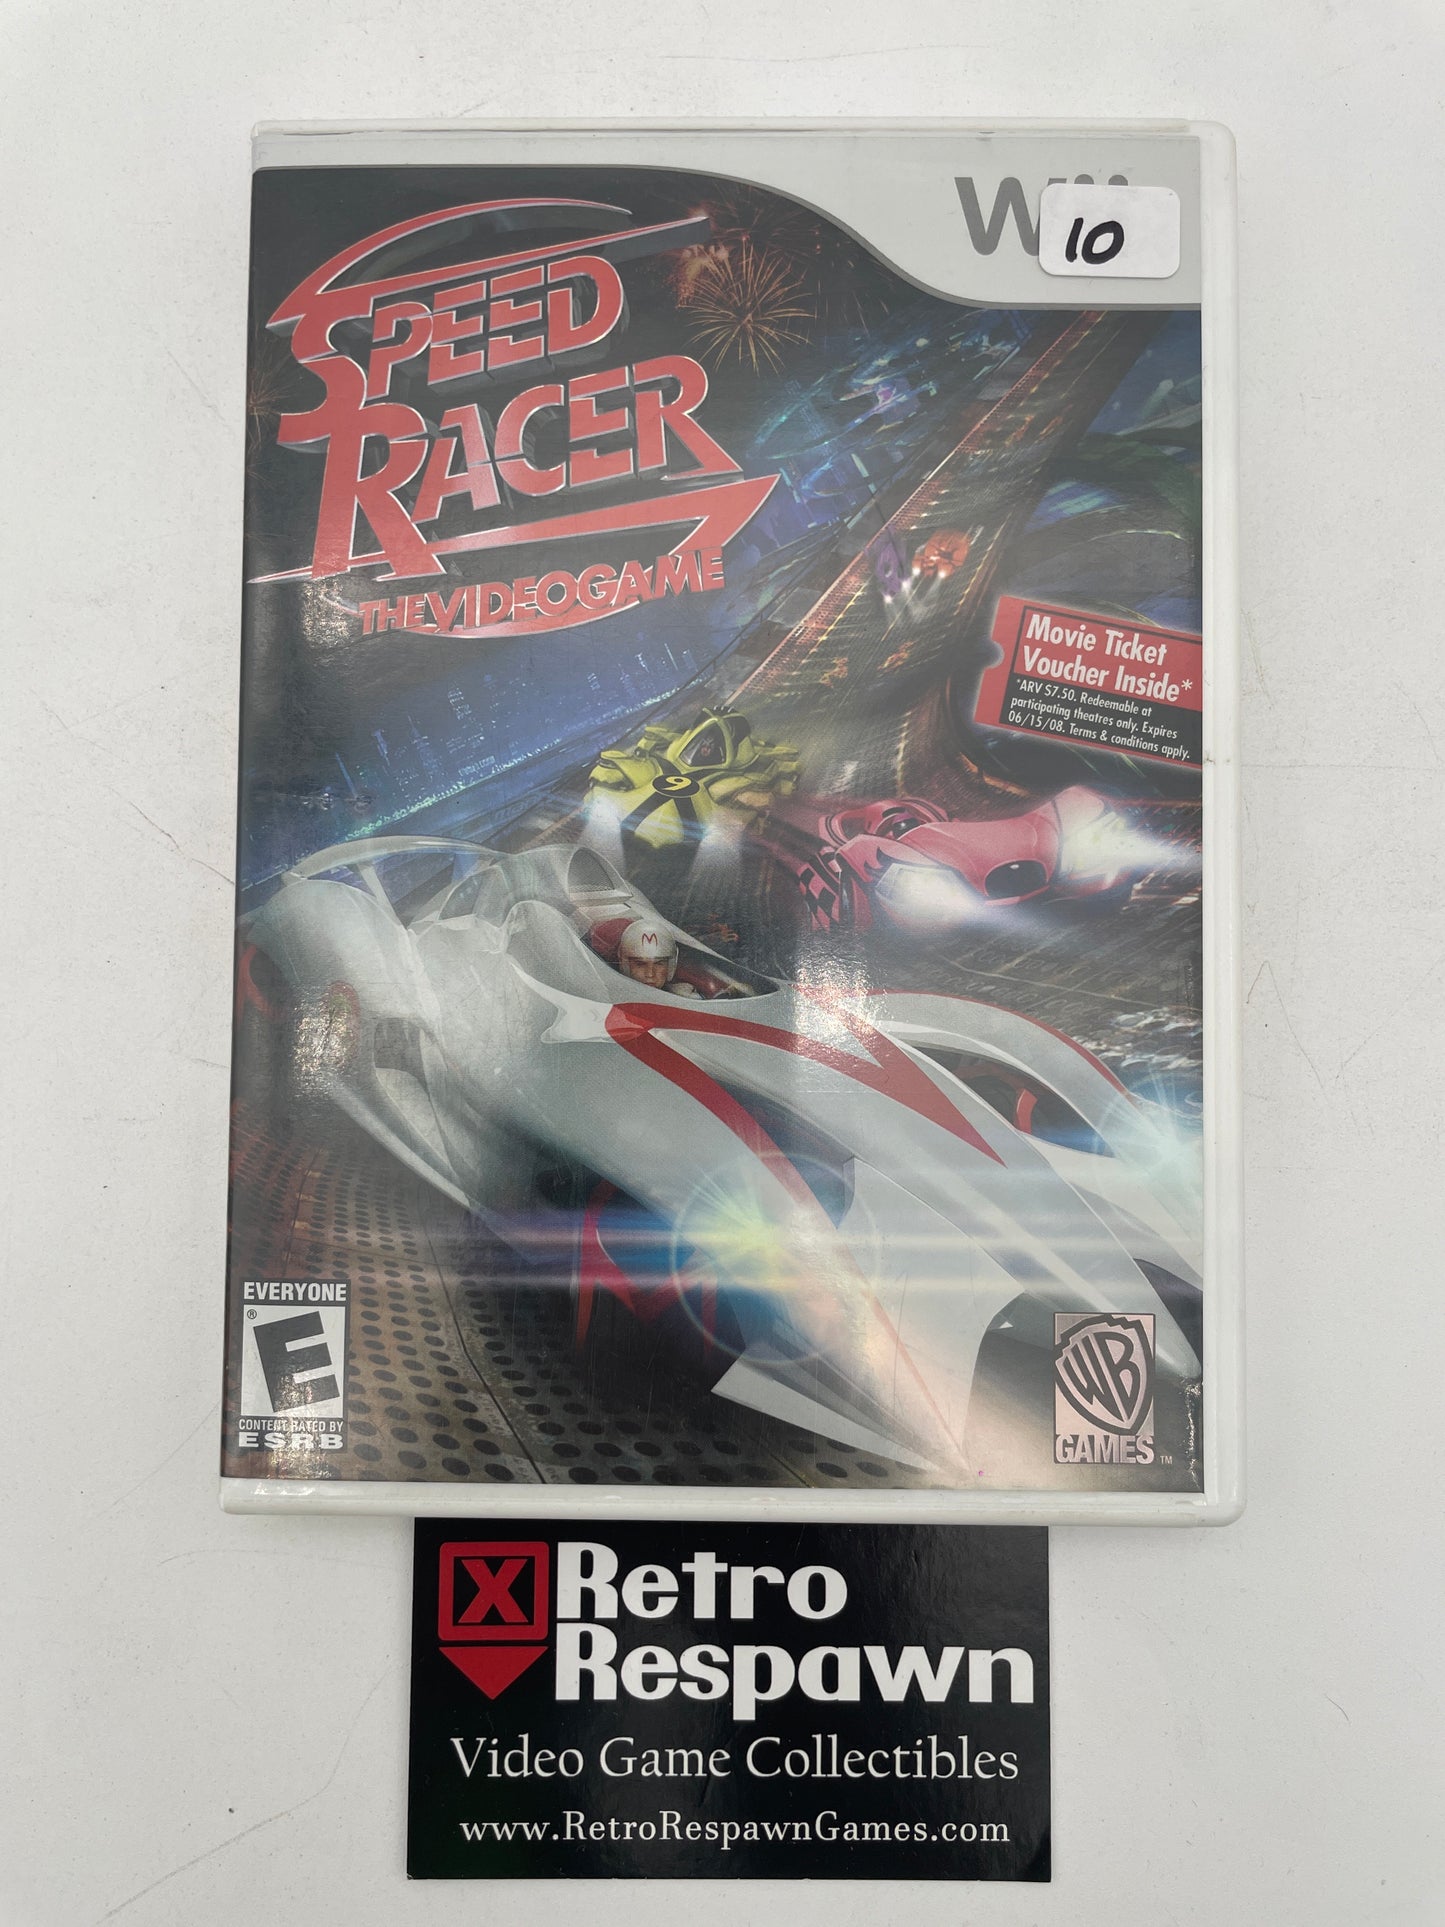 Wii
10
SPEED
RACER
THE VIDEOGAME
Movie Ticket
Voucher Inside*
*ARV $7.50. Redeemable at
participating theatres only. Expires
06/15/08. Terms & conditions apply.
9
M
M
EVERYONE
E®
CONTENT RATED BY
ESRB
WB
GAMES™
X Retro
Respawn
Video Game Collectibles
www.RetroRespawnGames.com